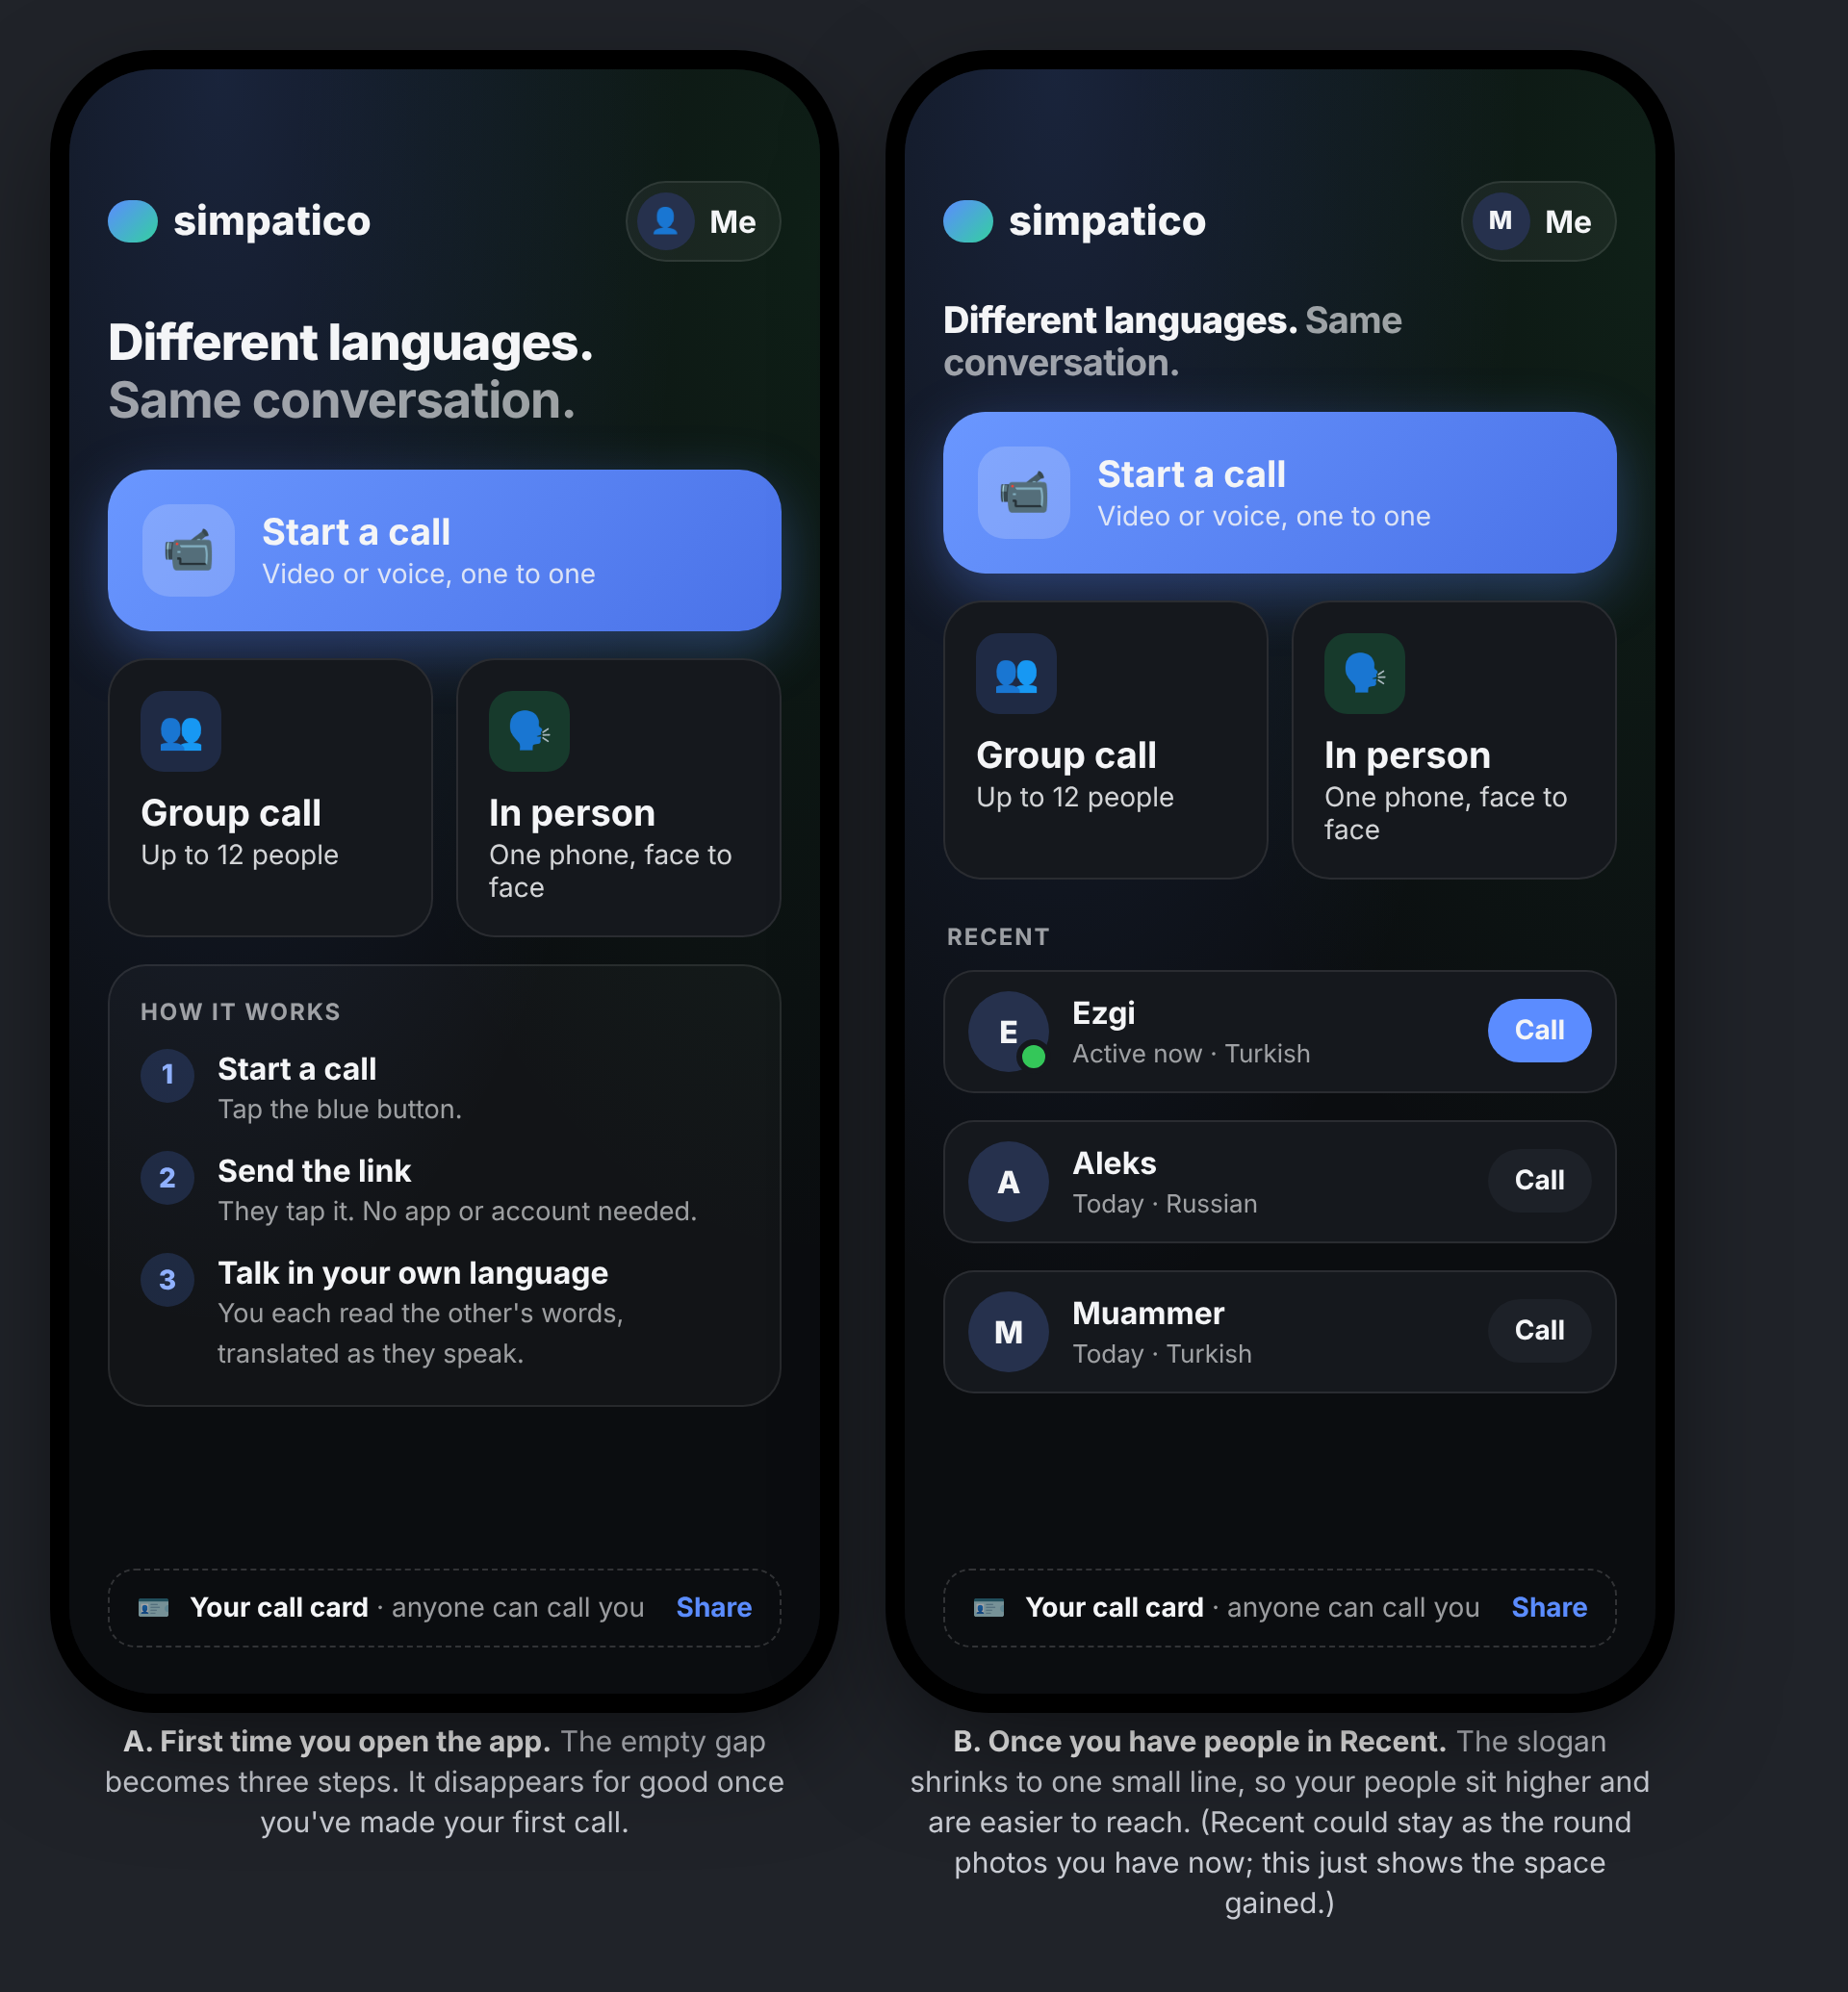 simpatico
Me
Different languages.
Same conversation.
Start a call
Video or voice, one to one
Group call
Up to 12 people
In person
One phone, face to
face
HOW IT WORKS
1
Start a call
Tap the blue button.
2
Send the link
They tap it. No app or account needed.
3
Talk in your own language
You each read the other's words,
translated as they speak.
Your call card · anyone can call you
Share
A. First time you open the app. The empty gap
becomes three steps. It disappears for good once
you've made your first call.
simpatico
M
Me
Different languages. Same
conversation.
Start a call
Video or voice, one to one
Group call
Up to 12 people
In person
One phone, face to
face
RECENT
E
Ezgi
Active now · Turkish
Call
A
Aleks
Today · Russian
Call
M
Muammer
Today · Turkish
Call
Your call card · anyone can call you
Share
B. Once you have people in Recent. The slogan
shrinks to one small line, so your people sit higher and
are easier to reach. (Recent could stay as the round
photos you have now; this just shows the space
gained.)